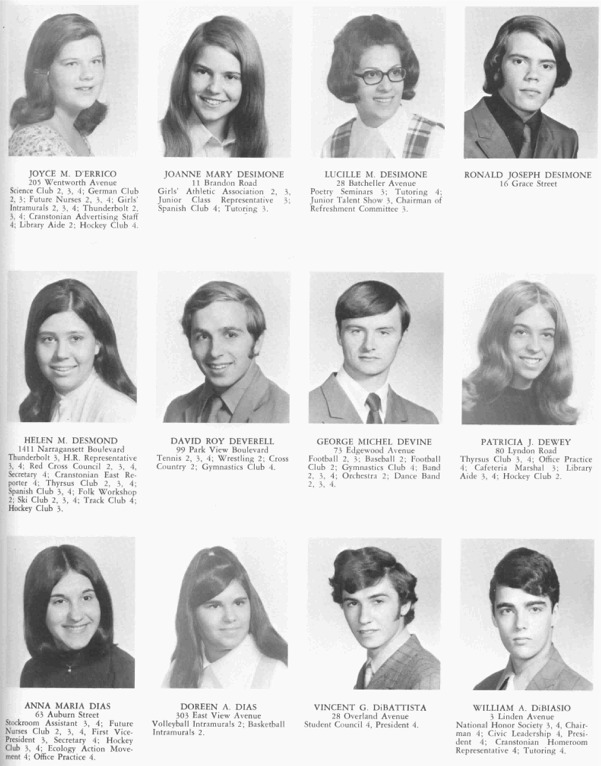 JOYCE M. D'ERRICO
205 Wentworth Avenue
Science Club 2, 3, 4; German Club
2, 3; Future Nurses 2, 3, 4; Girls'
Intramurals 2, 3, 4; Thunderbolt 2,
3, 4; Cranstonian Advertising Staff
4; Library Aide 2; Hockey Club 4.
JOANNE MARY DESIMONE
11 Brandon Road
Girls' Athletic Association 2, 3,
Junior Class Representative 3;
Spanish Club 4; Tutoring 3.
LUCILLE M. DESIMONE
28 Batcheller Avenue
Poetry Seminars 3; Tutoring 4;
Junior Talent Show 3, Chairman of
Refreshment Committee 3.
RONALD JOSEPH DESIMONE
16 Grace Street
HELEN M. DESMOND
1411 Narragansett Boulevard
Thunderbolt 3, H.R. Representative
3, 4; Red Cross Council 2, 3, 4,
Secretary 4; Cranstonian East Re-
porter 4; Thyrsus Club 2, 3, 4;
Spanish Club 3, 4; Folk Workshop
2; Ski Club 2, 3, 4; Track Club 4;
Hockey Club 3.
DAVID ROY DEVERELL
99 Park View Boulevard
Tennis 2, 3, 4; Wrestling 2; Cross
Country 2; Gymnastics Club 4.
GEORGE MICHEL DEVINE
73 Edgewood Avenue
Football 2, 3; Baseball 2; Football
Club 2; Gymnastics Club 4; Band
2, 3, 4; Orchestra 2; Dance Band
2, 3, 4.
PATRICIA J. DEWEY
80 Lyndon Road
Thyrsus Club 3, 4; Office Practice
4; Cafeteria Marshal 3; Library
Aide 3, 4; Hockey Club 2.
ANNA MARIA DIAS
63 Auburn Street
Stockroom Assistant 3, 4; Future
Nurses Club 2, 3, 4, First Vice-
President 3, Secretary 4; Hockey
Club 3, 4; Ecology Action Move-
ment 4; Office Practice 4.
DOREEN A. DIAS
303 East View Avenue
Volleyball Intramurals 2; Basketball
Intramurals 2.
VINCENT G. DiBATTISTA
28 Overland Avenue
Student Council 4, President 4.
WILLIAM A. DiBIASIO
3 Linden Avenue
National Honor Society 3, 4, Chair-
man 4; Civic Leadership 4, Presi-
dent 4; Cranstonian Homeroom
Representative 4; Tutoring 4.